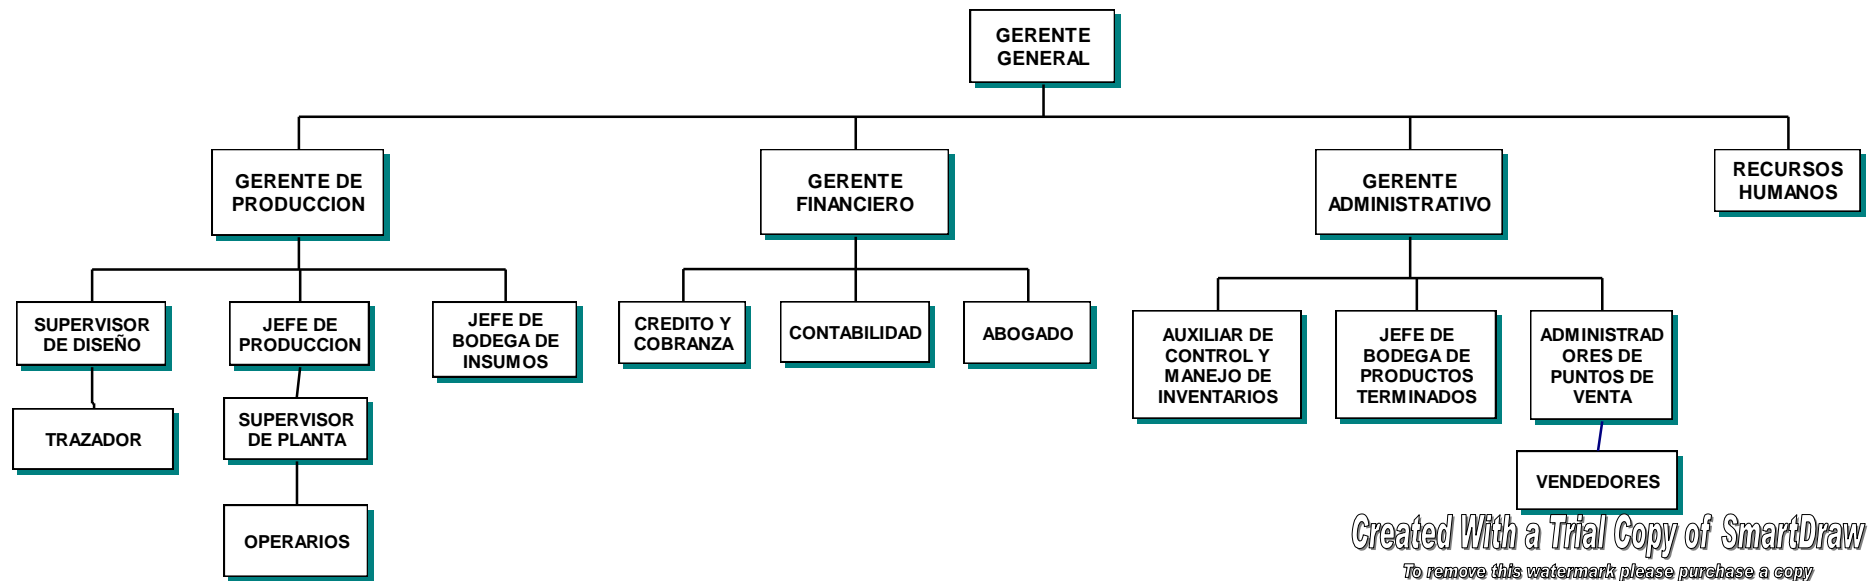 GERENTE
GENERAL
GERENTE DE
PRODUCCION
GERENTE
FINANCIERO
GERENTE
ADMINISTRATIVO
RECURSOS
HUMANOS
SUPERVISOR
DE DISEÑO
JEFE DE
PRODUCCION
JEFE DE
BODEGA DE
INSUMOS
CREDITO Y
COBRANZA
CONTABILIDAD
ABOGADO
AUXILIAR DE
CONTROL Y
MANEJO DE
INVENTARIOS
JEFE DE
BODEGA DE
PRODUCTOS
TERMINADOS
ADMINISTRAD
ORES DE
PUNTOS DE
VENTA
TRAZADOR
SUPERVISOR
DE PLANTA
VENDEDORES
OPERARIOS
Created With a Trial Copy of SmartDraw
To remove this watermark please purchase a copy